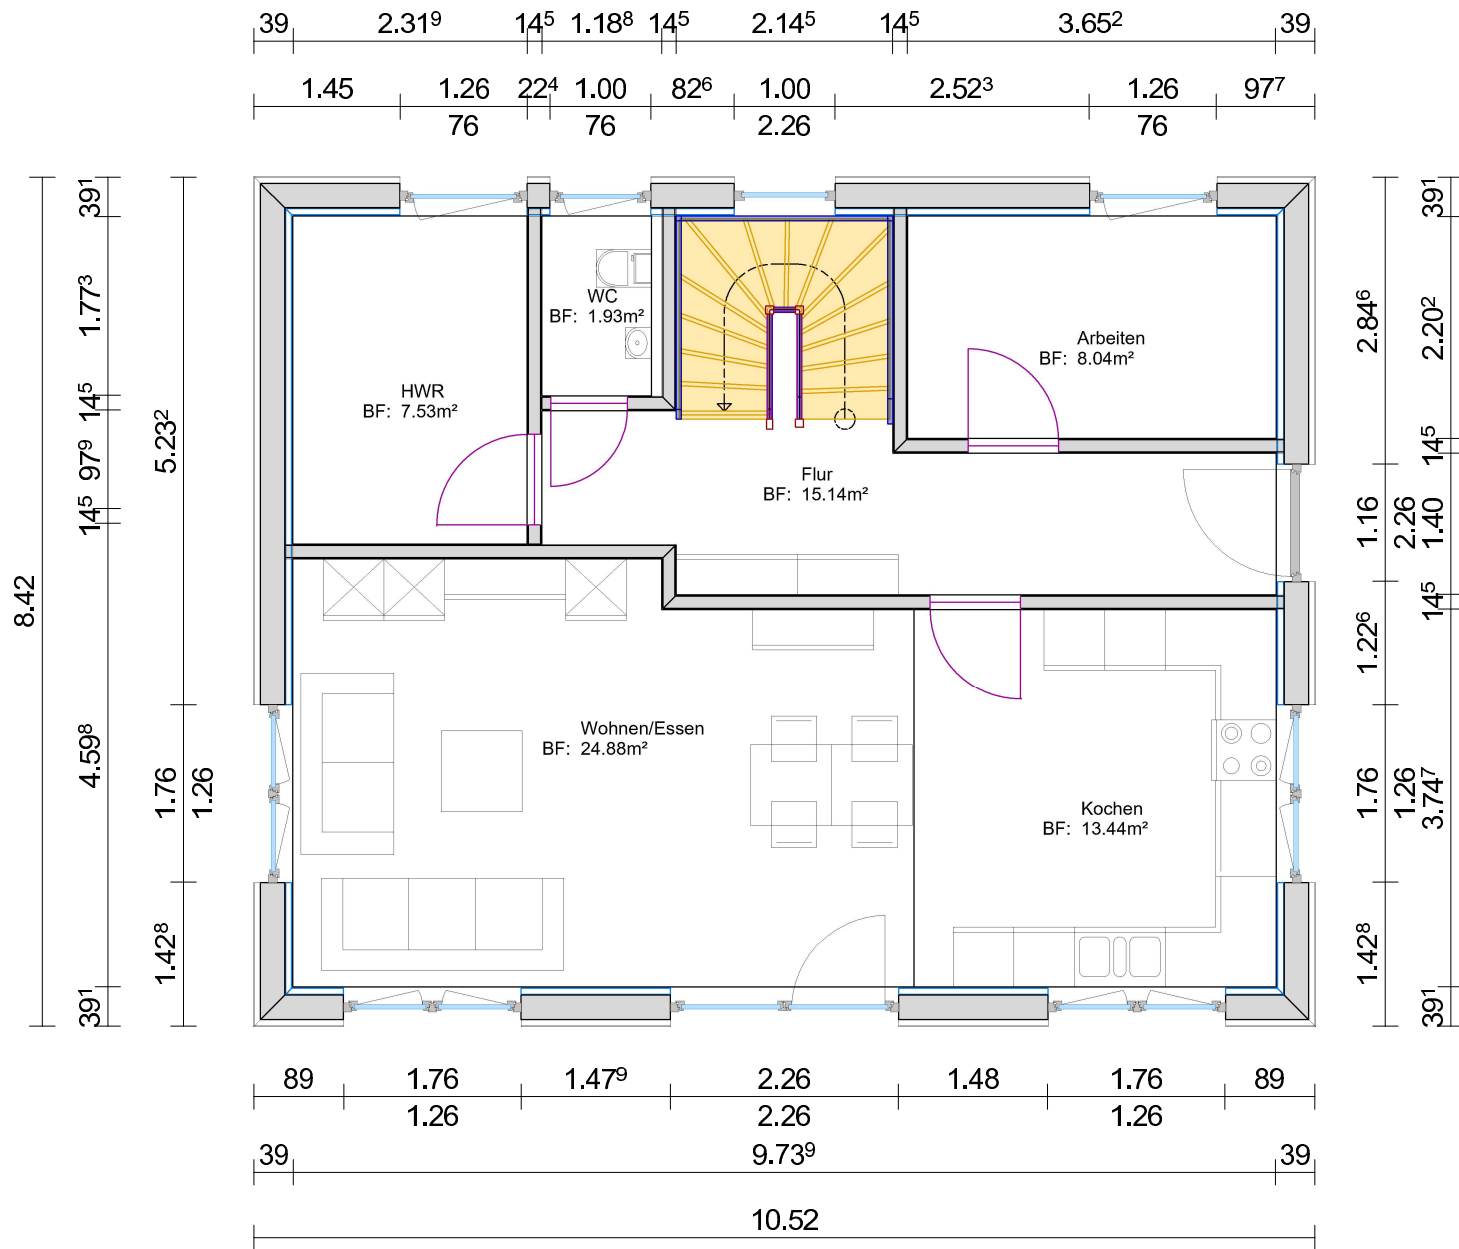 39 2.31⁹ 14⁵ 1.18⁸ 14⁵ 2.14⁵ 14⁵ 3.65² 39
1.45 1.26 22⁴ 1.00 82⁶ 1.00 2.52³ 1.26 97⁷
76 76 2.26 76
8.42
39¹ 1.77³ 14⁵ 97⁹ 14⁵ 4.59⁸ 39¹
5.23² 1.76 1.42⁸
1.26
WC
BF: 1.93m²
Arbeiten
BF: 8.04m²
HWR
BF: 7.53m²
Flur
BF: 15.14m²
Wohnen/Essen
BF: 24.88m²
Kochen
BF: 13.44m²
2.84⁶ 1.16 1.22⁶ 1.76 1.42⁸
2.26 1.26
39¹ 2.20² 14⁵ 1.40 14⁵ 3.74⁷ 39¹
89 1.76 1.47⁹ 2.26 1.48 1.76 89
1.26 2.26 1.26
39 9.73⁹ 39
10.52